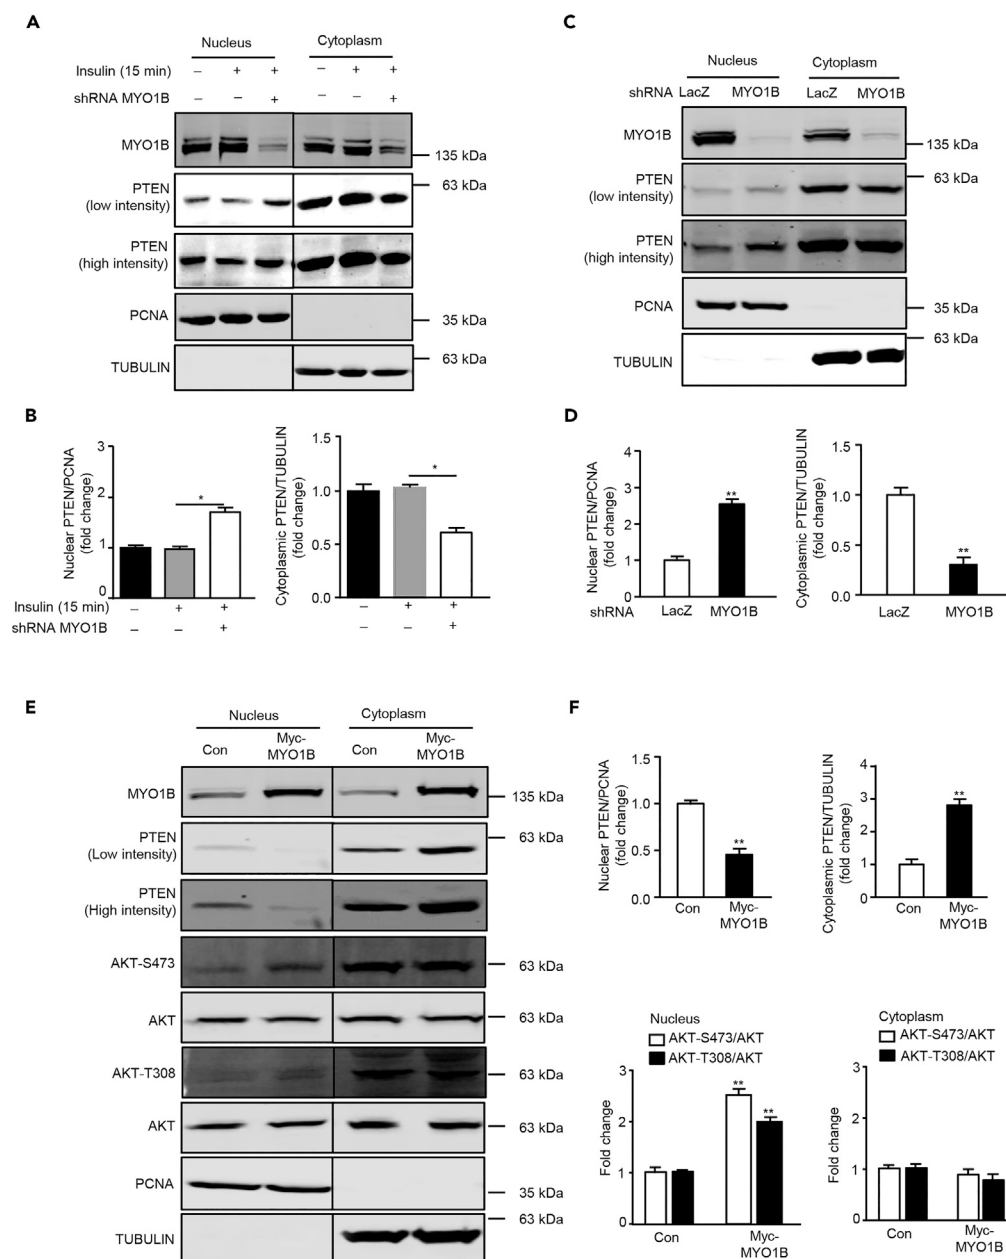 A
Nucleus
Cytoplasm
Insulin (15 min) – + + – + +
shRNA MYO1B – – + – – +
MYO1B
135 kDa
PTEN
(low intensity)
63 kDa
PTEN
(high intensity)
PCNA
35 kDa
TUBULIN
63 kDa
C
Nucleus
Cytoplasm
shRNA LacZ MYO1B LacZ MYO1B
MYO1B
135 kDa
PTEN
(low intensity)
63 kDa
PTEN
(high intensity)
PCNA
35 kDa
TUBULIN
63 kDa
B
Nuclear PTEN/PCNA
(fold change)
3
2
1
0
*
Insulin (15 min) – + +
shRNA MYO1B – – +
Cytoplasmic PTEN/TUBULIN
(fold change)
1.5
1.0
0.5
0.0
*
– + +
– – +
D
Nuclear PTEN/PCNA
(fold change)
4
3
2
1
0
**
shRNA LacZ MYO1B
Cytoplasmic PTEN/TUBULIN
(fold change)
1.5
1.0
0.5
0.0
**
LacZ MYO1B
E
Nucleus
Cytoplasm
Con Myc-
MYO1B
Con Myc-
MYO1B
MYO1B
135 kDa
PTEN
(Low intensity)
63 kDa
PTEN
(High intensity)
AKT-S473
63 kDa
AKT
63 kDa
AKT-T308
63 kDa
AKT
63 kDa
PCNA
35 kDa
TUBULIN
63 kDa
F
Nuclear PTEN/PCNA
(fold change)
1.5
1.0
0.5
0.0
**
Con Myc-
MYO1B
Cytoplasmic PTEN/TUBULIN
(fold change)
4
3
2
1
0
**
Con Myc-
MYO1B
Nucleus
AKT-S473/AKT
AKT-T308/AKT
Fold change
3
2
1
0
**
**
Con Myc-
MYO1B
Cytoplasm
AKT-S473/AKT
AKT-T308/AKT
Fold change
3
2
1
0
Con Myc-
MYO1B